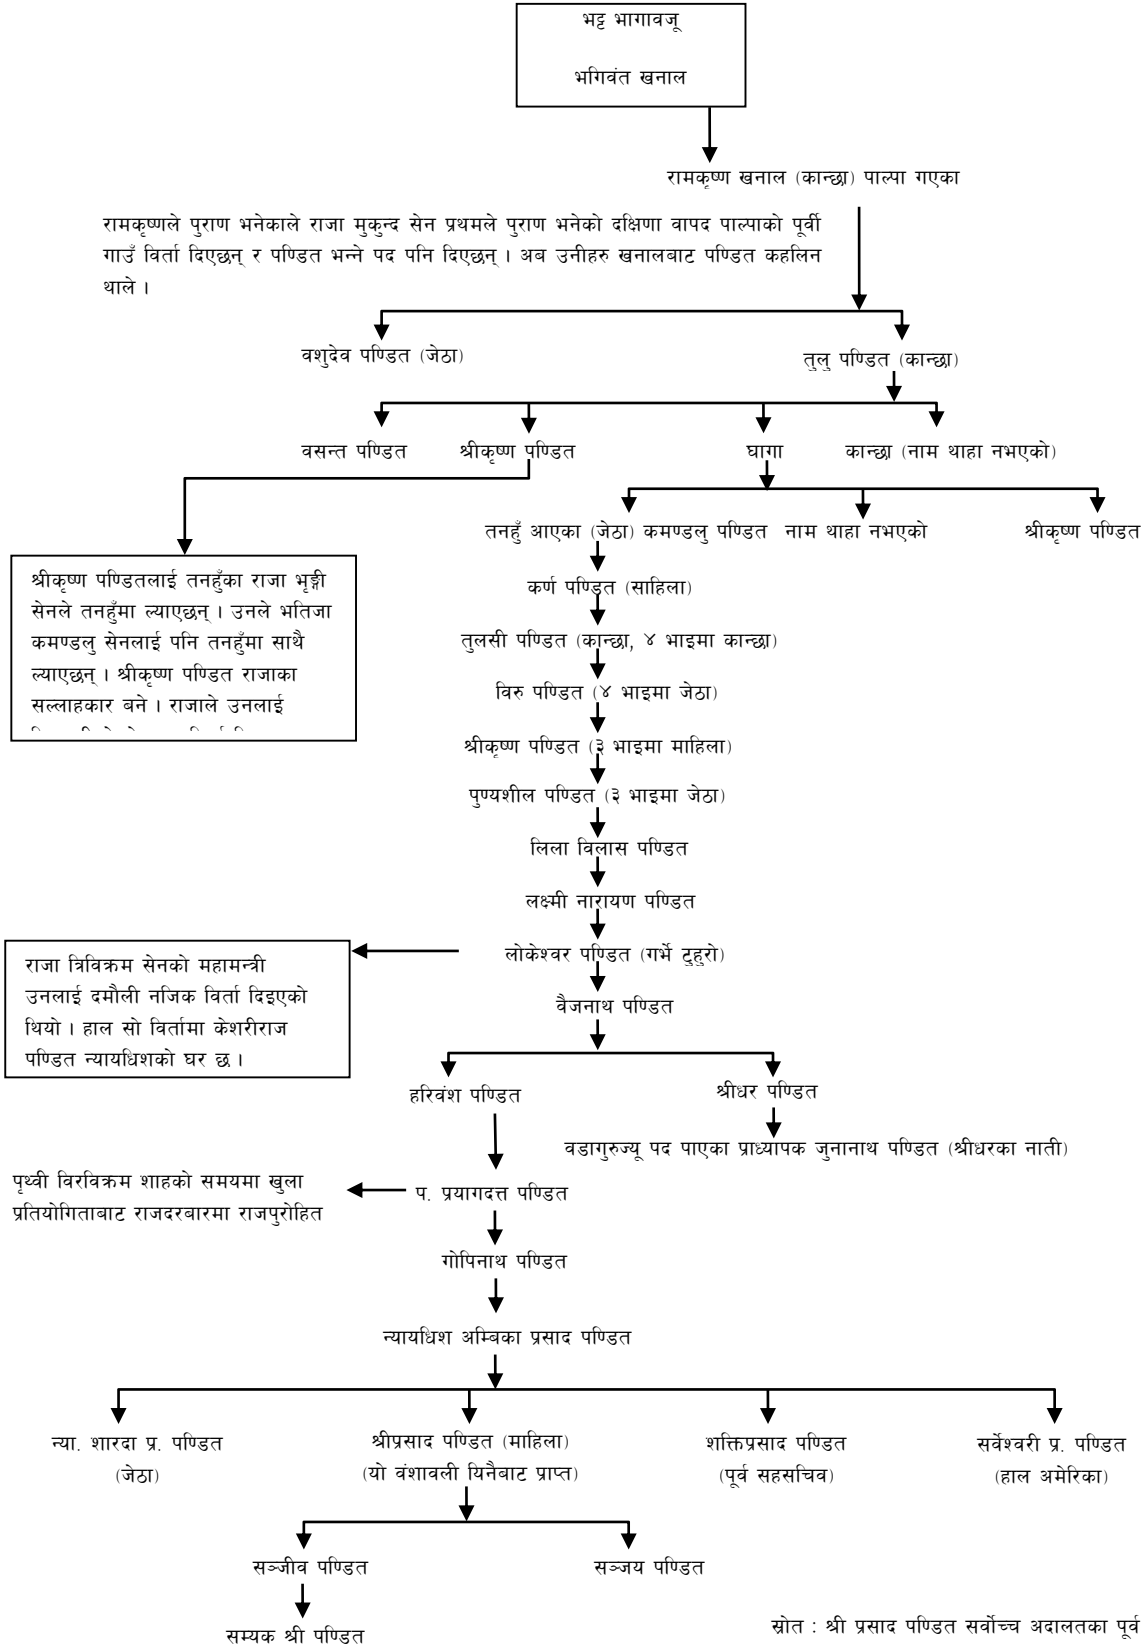 भट्ट भागावजू
भगिवंत खनाल
रामकृष्ण खनाल (कान्छा) पाल्पा गएका
रामकृष्णले पुराण भनेकाले राजा मुकुन्द सेन प्रथमले पुराण भनेको दक्षिणा वापद पाल्पाको पूर्वी
गाउँ विर्ता दिएछन् र पण्डित भन्ने पद पनि दिएछन् । अब उनीहरु खनालबाट पण्डित कहलिन
थाले ।
वशुदेव पण्डित (जेठा)
तुलु पण्डित (कान्छा)
वसन्त पण्डित श्रीकृष्ण पण्डित घागा कान्छा (नाम थाहा नभएको)
तनहुँ आएका (जेठा) कमण्डलु पण्डित नाम थाहा नभएको श्रीकृष्ण पण्डित
श्रीकृष्ण पण्डितलाई तनहुँका राजा भृङ्गी
सेनले तनहुँमा ल्याएछन् । उनले भतिजा
कमण्डलु सेनलाई पनि तनहुँमा साथै
ल्याएछन् । श्रीकृष्ण पण्डित राजाका
सल्लाहकार बने । राजाले उनलाई
कर्ण पण्डित (साहिला)
तुलसी पण्डित (कान्छा, ४ भाइमा कान्छा)
विरु पण्डित (४ भाइमा जेठा)
श्रीकृष्ण पण्डित (३ भाइमा माहिला)
पुण्यशील पण्डित (३ भाइमा जेठा)
लिला विलास पण्डित
लक्ष्मी नारायण पण्डित
लोकेश्वर पण्डित (गर्भे टुहुरो)
राजा त्रिविक्रम सेनको महामन्त्री
उनलाई दमौली नजिक विर्ता दिइएको
थियो । हाल सो विर्तामा केशरीराज
पण्डित न्यायधिशको घर छ ।
वैजनाथ पण्डित
हरिवंश पण्डित
श्रीधर पण्डित
वडागुरुज्यू पद पाएका प्राध्यापक जुनानाथ पण्डित (श्रीधरका नाती)
पृथ्वी विरविक्रम शाहको समयमा खुला
प्रतियोगिताबाट राजदरबारमा राजपुरोहित
प. प्रयागदत्त पण्डित
गोपिनाथ पण्डित
न्यायधिश अम्बिका प्रसाद पण्डित
न्या. शारदा प्र. पण्डित
(जेठा)
श्रीप्रसाद पण्डित (माहिला)
(यो वंशावली यिनैबाट प्राप्त)
शक्तिप्रसाद पण्डित
(पूर्व सहसचिव)
सर्वेश्वरी प्र. पण्डित
(हाल अमेरिका)
सञ्जीव पण्डित सञ्जय पण्डित
सम्यक श्री पण्डित
स्रोत : श्री प्रसाद पण्डित सर्वोच्च अदालतका पूर्व